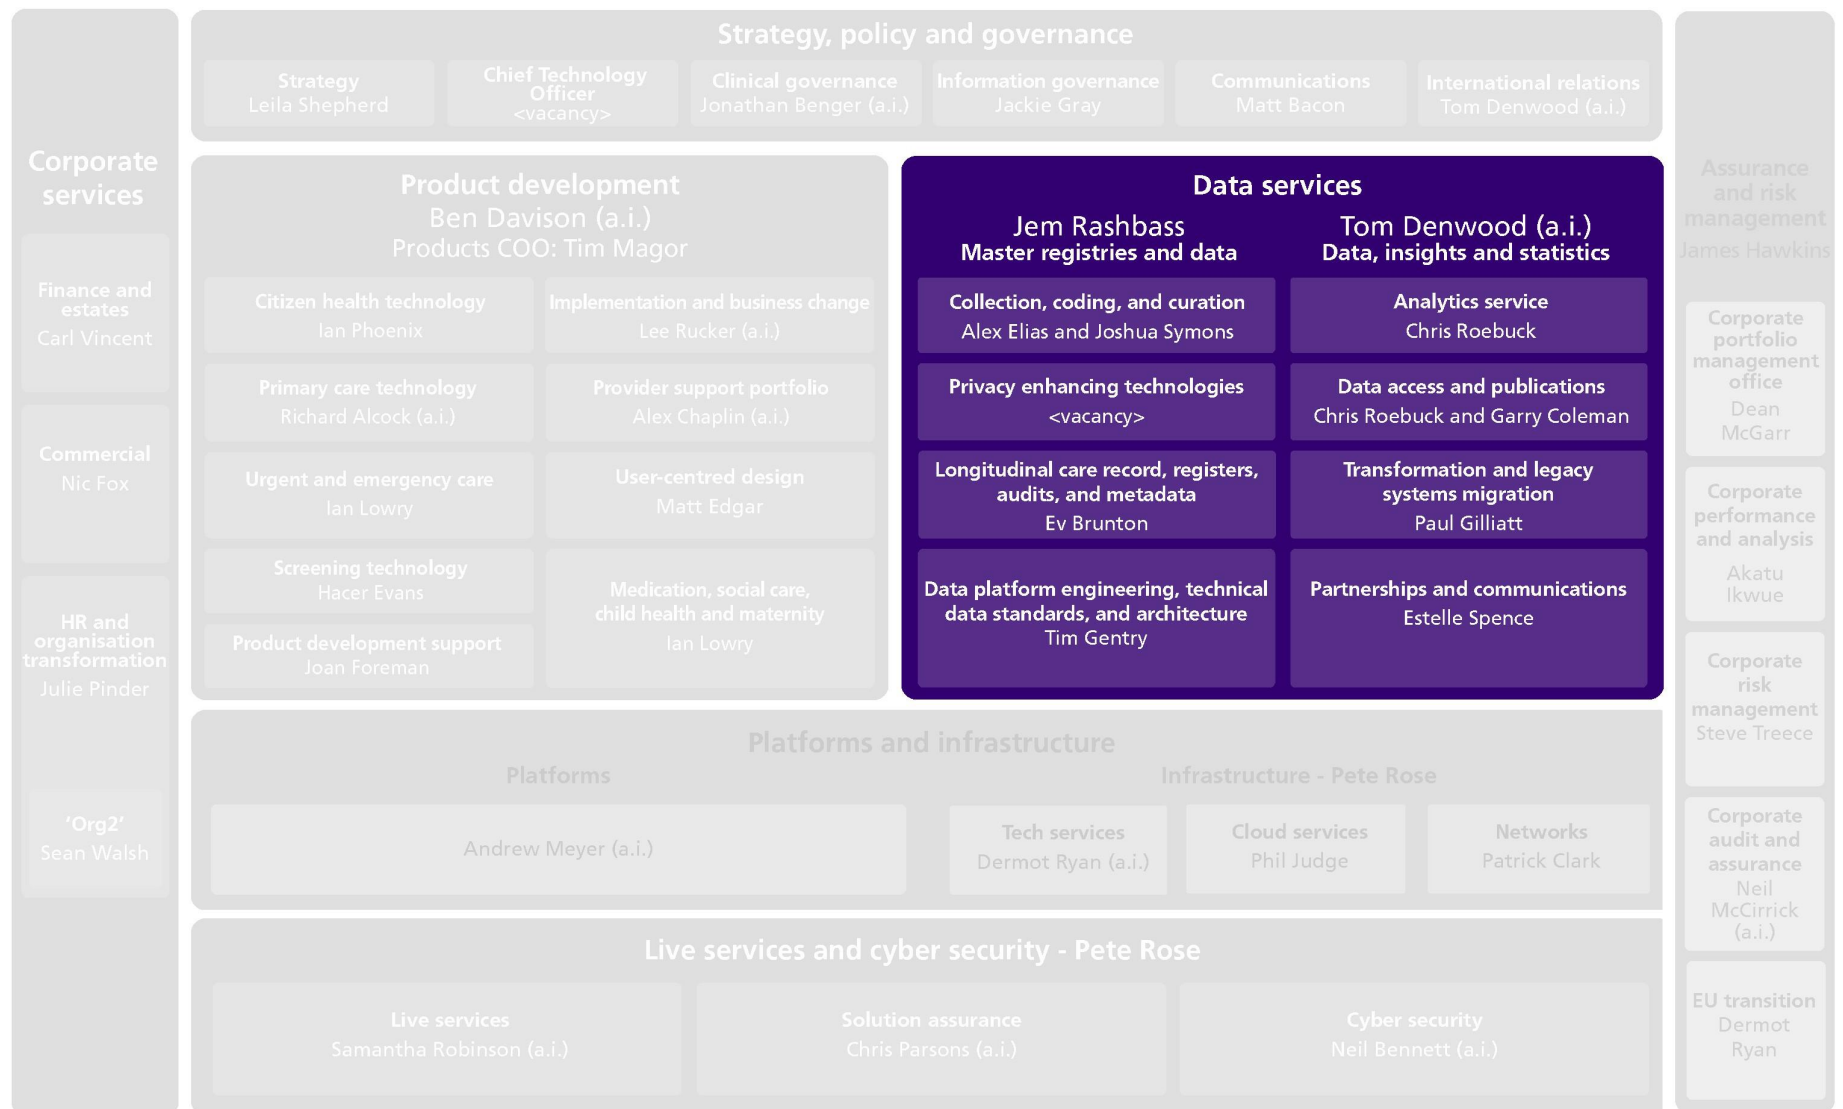 Corporate
services
Finance and
estates
Carl Vincent
Commercial
Nic Fox
HR and
organisation
transformation
Julie Pinder
‘Org2’
Sean Walsh
Strategy, policy and governance
Strategy
Leila Shepherd
Chief Technology
Officer
<vacancy>
Clinical governance
Jonathan Benger (a.i.)
Information governance
Jackie Gray
Communications
Matt Bacon
International relations
Tom Denwood (a.i.)
Product development
Ben Davison (a.i.)
Products COO: Tim Magor
Citizen health technology
Ian Phoenix
Implementation and business change
Lee Rucker (a.i.)
Primary care technology
Richard Alcock (a.i.)
Provider support portfolio
Alex Chaplin (a.i.)
Urgent and emergency care
Ian Lowry
User-centred design
Matt Edgar
Screening technology
Hacer Evans
Product development support
Joan Foreman
Medication, social care,
child health and maternity
Ian Lowry
Data services
Jem Rashbass
Master registries and data
Collection, coding, and curation
Alex Elias and Joshua Symons
Privacy enhancing technologies
<vacancy>
Longitudinal care record, registers,
audits, and metadata
Ev Brunton
Data platform engineering, technical
data standards, and architecture
Tim Gentry
Tom Denwood (a.i.)
Data, insights and statistics
Analytics service
Chris Roebuck
Data access and publications
Chris Roebuck and Garry Coleman
Transformation and legacy
systems migration
Paul Gilliatt
Partnerships and communications
Estelle Spence
Platforms and infrastructure
Platforms
Andrew Meyer (a.i.)
Infrastructure - Pete Rose
Tech services
Dermot Ryan (a.i.)
Cloud services
Phil Judge
Networks
Patrick Clark
Live services and cyber security - Pete Rose
Live services
Samantha Robinson (a.i.)
Solution assurance
Chris Parsons (a.i.)
Cyber security
Neil Bennett (a.i.)
Assurance
and risk
management
James Hawkins
Corporate
portfolio
management
office
Dean
McGarr
Corporate
performance
and analysis
Akatu
Ikwue
Corporate
risk
management
Steve Treece
Corporate
audit and
assurance
Neil
McCirrick
(a.i.)
EU transition
Dermot
Ryan